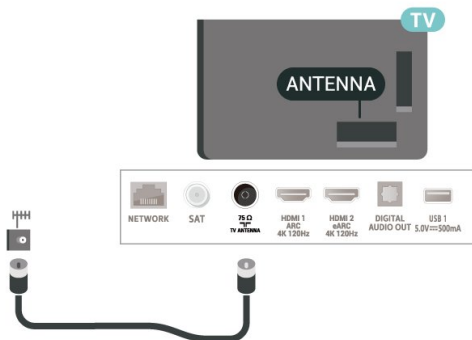 TV
ANTENNA
NETWORK
SAT
75 Ω
TV ANTENNA
HDMI 1
ARC
4K 120Hz
HDMI 2
eARC
4K 120Hz
DIGITAL
AUDIO OUT
USB 1
5.0V⎓500mA